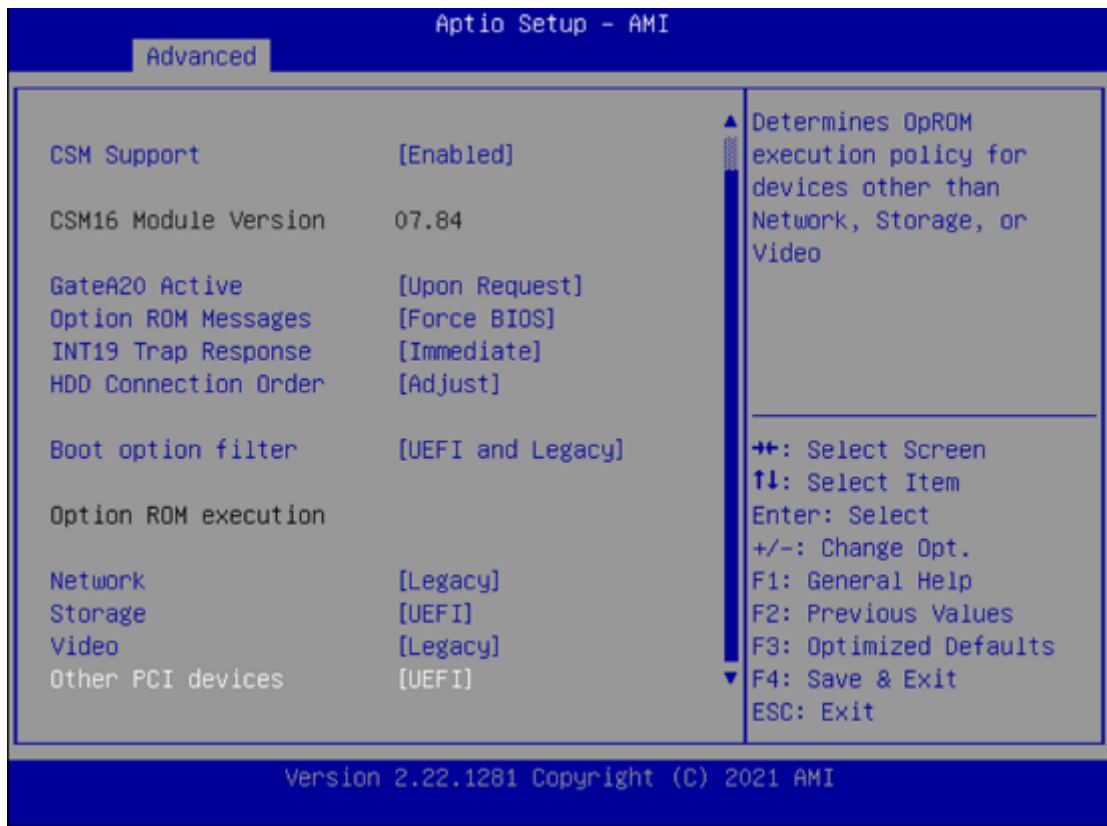 Aptio Setup – AMI
Advanced
CSM Support [Enabled]
CSM16 Module Version 07.84
GateA20 Active [Upon Request]
Option ROM Messages [Force BIOS]
INT19 Trap Response [Immediate]
HDD Connection Order [Adjust]
Boot option filter [UEFI and Legacy]
Option ROM execution
Network [Legacy]
Storage [UEFI]
Video [Legacy]
Other PCI devices [UEFI]
Determines OpROM
execution policy for
devices other than
Network, Storage, or
Video
→←: Select Screen
↑↓: Select Item
Enter: Select
+/-: Change Opt.
F1: General Help
F2: Previous Values
F3: Optimized Defaults
F4: Save & Exit
ESC: Exit
Version 2.22.1281 Copyright (C) 2021 AMI